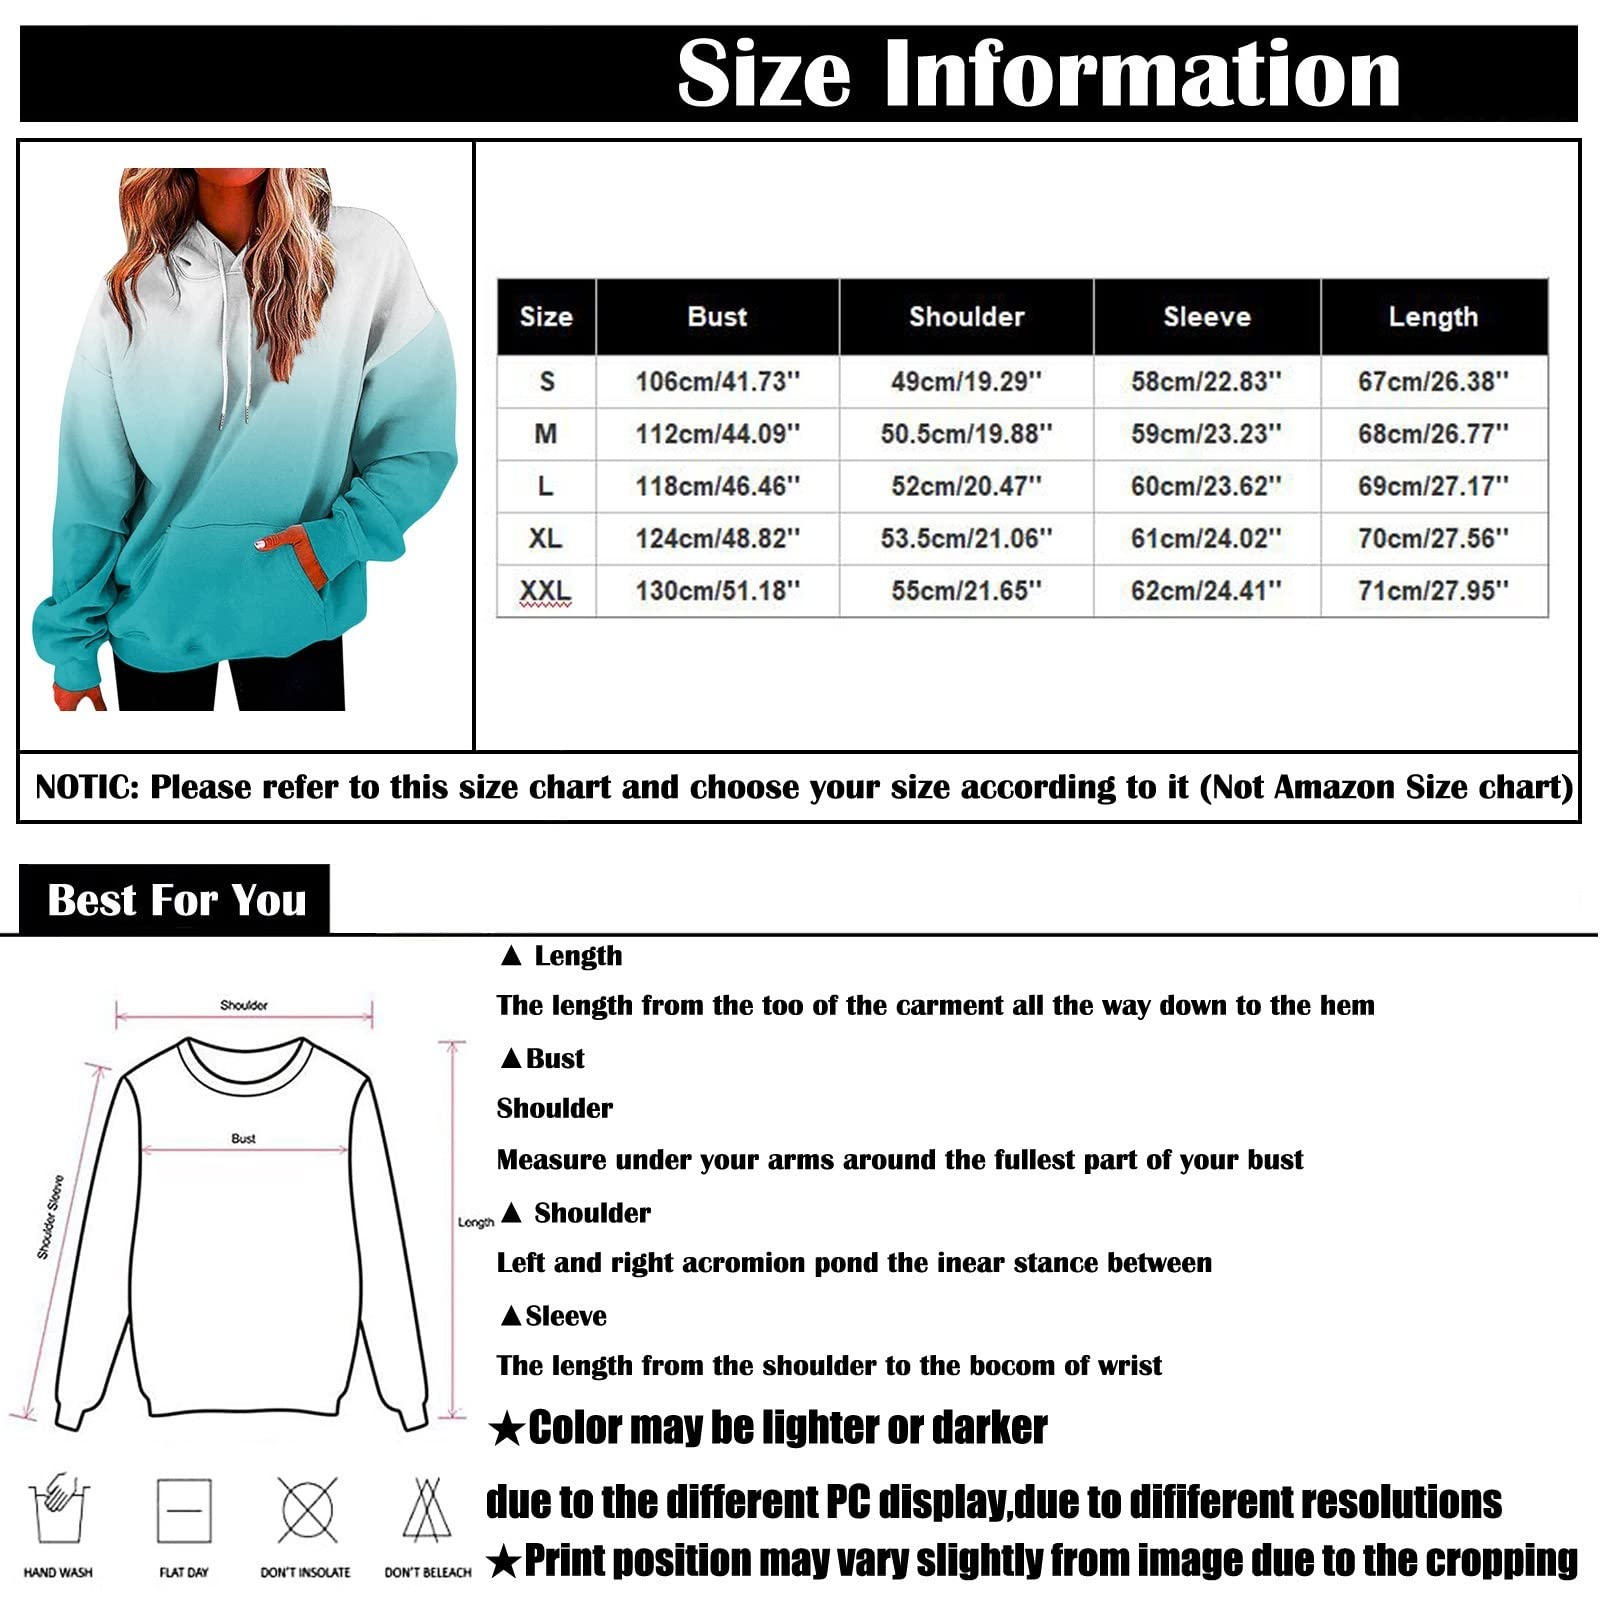 Size Information
Size Bust Shoulder Sleeve Length
S 106cm/41.73'' 49cm/19.29'' 58cm/22.83'' 67cm/26.38''
M 112cm/44.09'' 50.5cm/19.88'' 59cm/23.23'' 68cm/26.77''
L 118cm/46.46'' 52cm/20.47'' 60cm/23.62'' 69cm/27.17''
XL 124cm/48.82'' 53.5cm/21.06'' 61cm/24.02'' 70cm/27.56''
XXL 130cm/51.18'' 55cm/21.65'' 62cm/24.41'' 71cm/27.95''
NOTIC: Please refer to this size chart and choose your size according to it (Not Amazon Size chart)
Best For You
Shoulder
Bust
Shoulder Sleeve
Length
▲ Length
The length from the too of the carment all the way down to the hem
▲Bust
Shoulder
Measure under your arms around the fullest part of your bust
▲ Shoulder
Left and right acromion pond the inear stance between
▲Sleeve
The length from the shoulder to the bocom of wrist
★Color may be lighter or darker
due to the different PC display,due to dififerent resolutions
★Print position may vary slightly from image due to the cropping
HAND WASH
FLAT DAY
DON'T INSOLATE
DON'T BELEACH